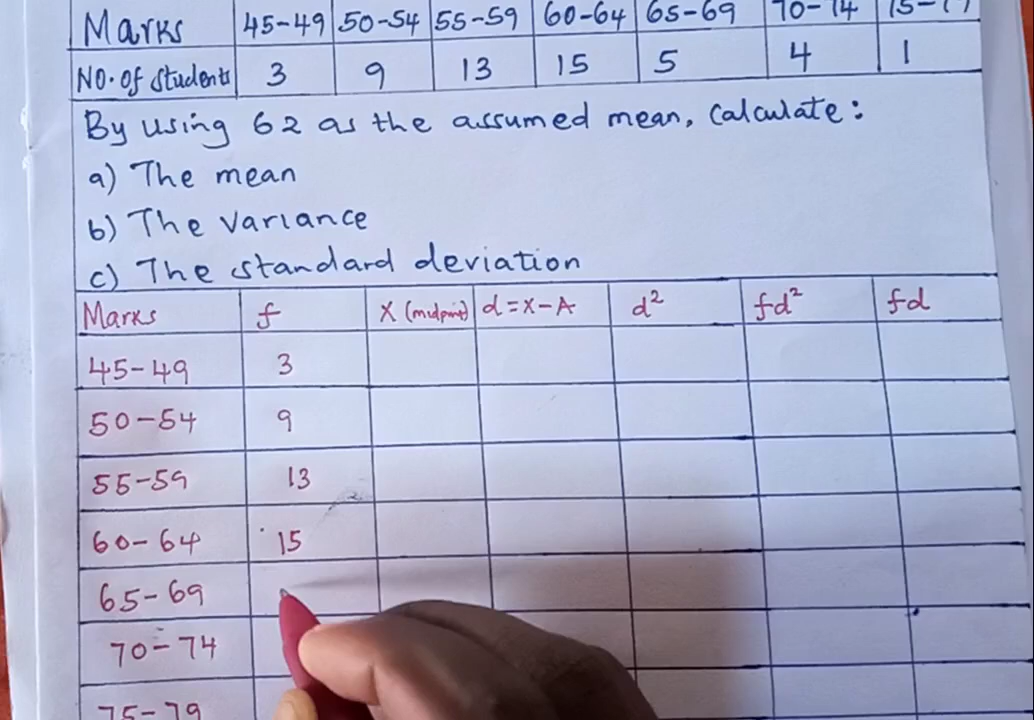 Marks 45-49 50-54 55-59 60-64 65-69 70-74
No. of students 3 9 13 15 5 4 1
By using 62 as the assumed mean, Calculate:
a) The mean
b) The variance
c) The standard deviation
Marks f X (midpoint) d=x-A d² fd² fd
45-49 3
50-54 9
55-59 13
60-64 15
65-69
70-74
75-79